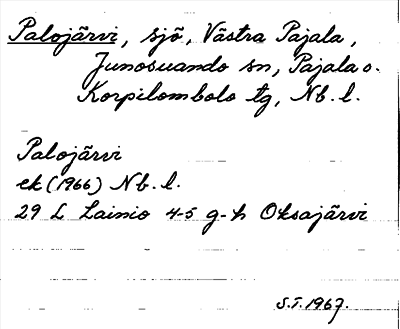 Palojärvi, sjö, Västra Pajala,
Junosuando sn, Pajala o.
Korpilombolo tg, Nb. l.
Palojärvi
ek (1966) Nb. l.
29 L Lainio 4-5 g-h Oksajärvi
S.T. 1967.